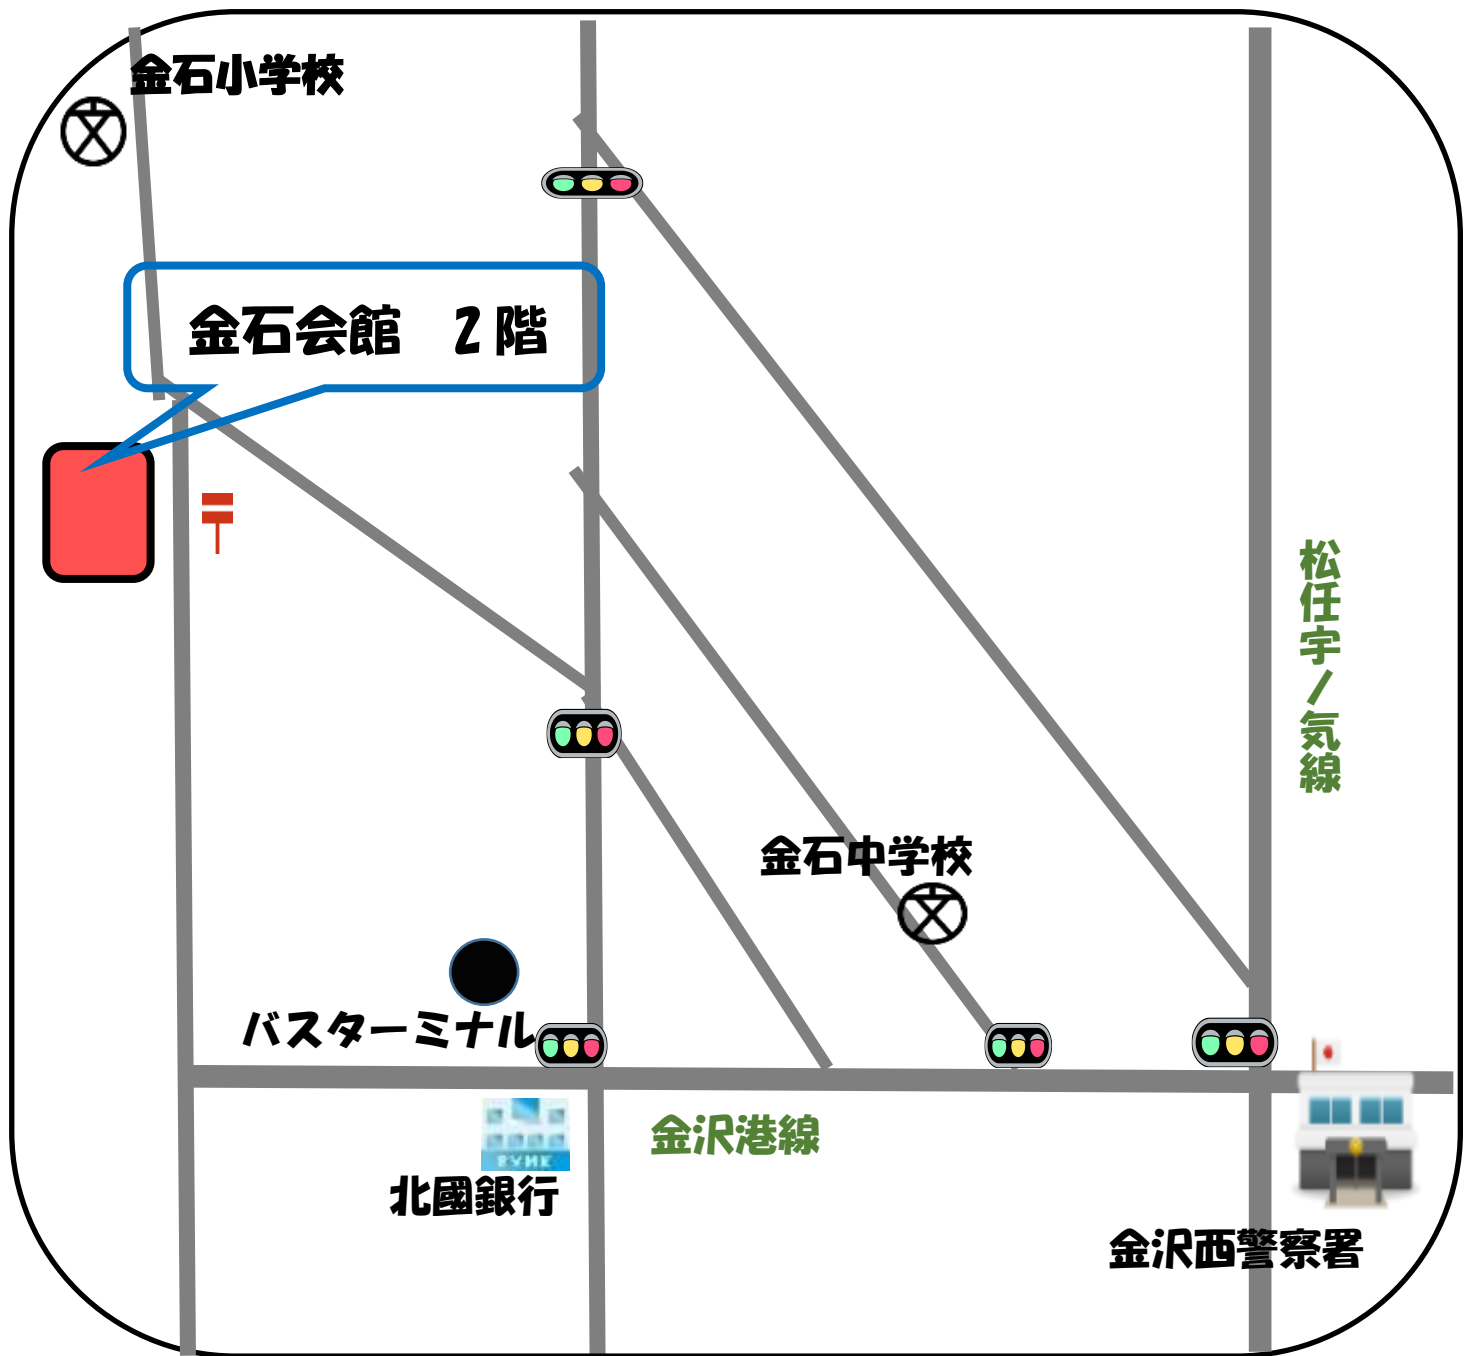 金石小学校
金石会館　2階
松任宇ノ気線
金石中学校
バスターミナル
金沢港線
BANK
北國銀行
金沢西警察署